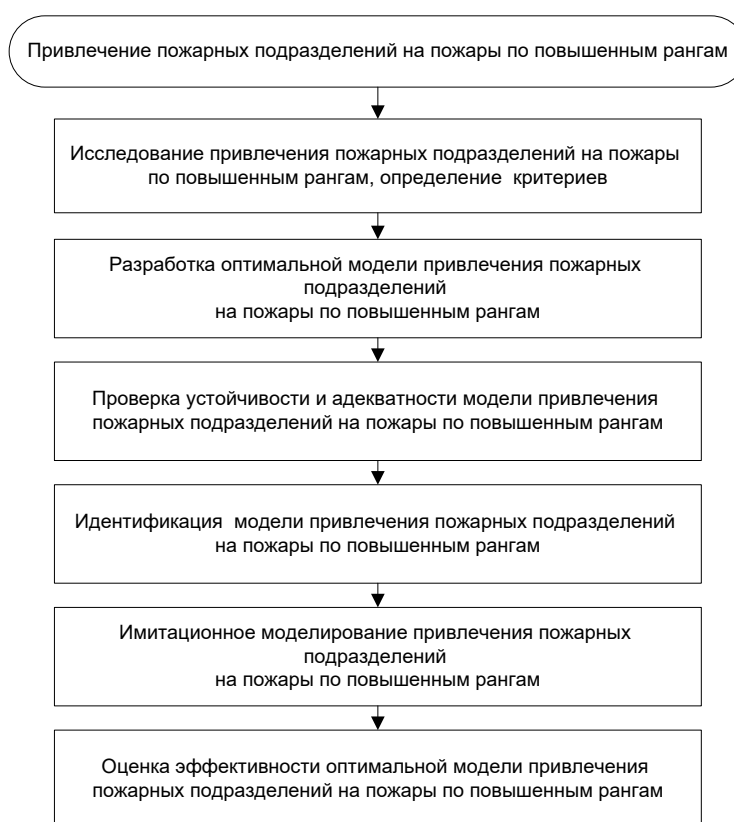 Привлечение пожарных подразделений на пожары по повышенным рангам
Исследование привлечения пожарных подразделений на пожары
по повышенным рангам, определение  критериев
Разработка оптимальной модели привлечения пожарных
подразделений
на пожары по повышенным рангам
Проверка устойчивости и адекватности модели привлечения
пожарных подразделений на пожары по повышенным рангам
Идентификация  модели привлечения пожарных подразделений
на пожары по повышенным рангам
Имитационное моделирование привлечения пожарных
подразделений
на пожары по повышенным рангам
Оценка эффективности оптимальной модели привлечения
пожарных подразделений на пожары по повышенным рангам